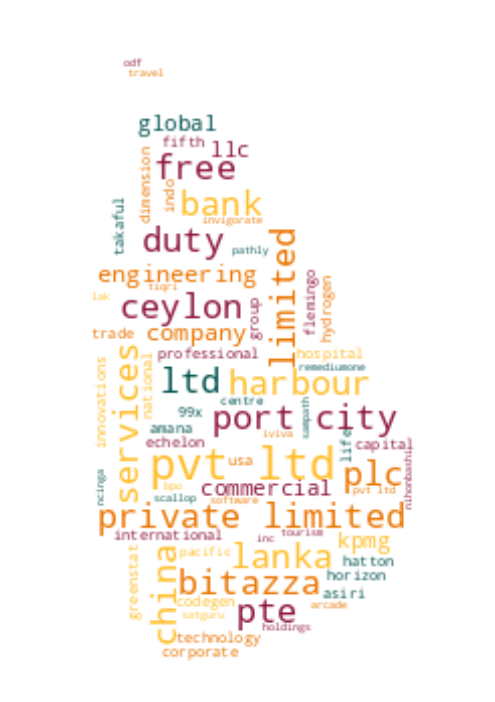 odf
travel
global
fifth
llc
free
dimension
indo
bank
takaful
invigorate
duty
pathly
limited
engineering
tiqri
lak
ceylon
group
flemingo
hydrogen
trade
company
professional
hospital
remediumone
innovations
services
national
ltd
harbour
centre
99x
port city
sampath
amana
iviva
life
echelon
capital
nihonbashi
pvt ltd
usa
plc
ncinga
bpo
scallop
commercial
pvt ltd
private limited
international
inc
tourism
kpmg
greenstat
china
pacific
lanka
hatton
bitazza
horizon
asiri
codegen
arcade
satguru
pte
holdings
technology
corporate